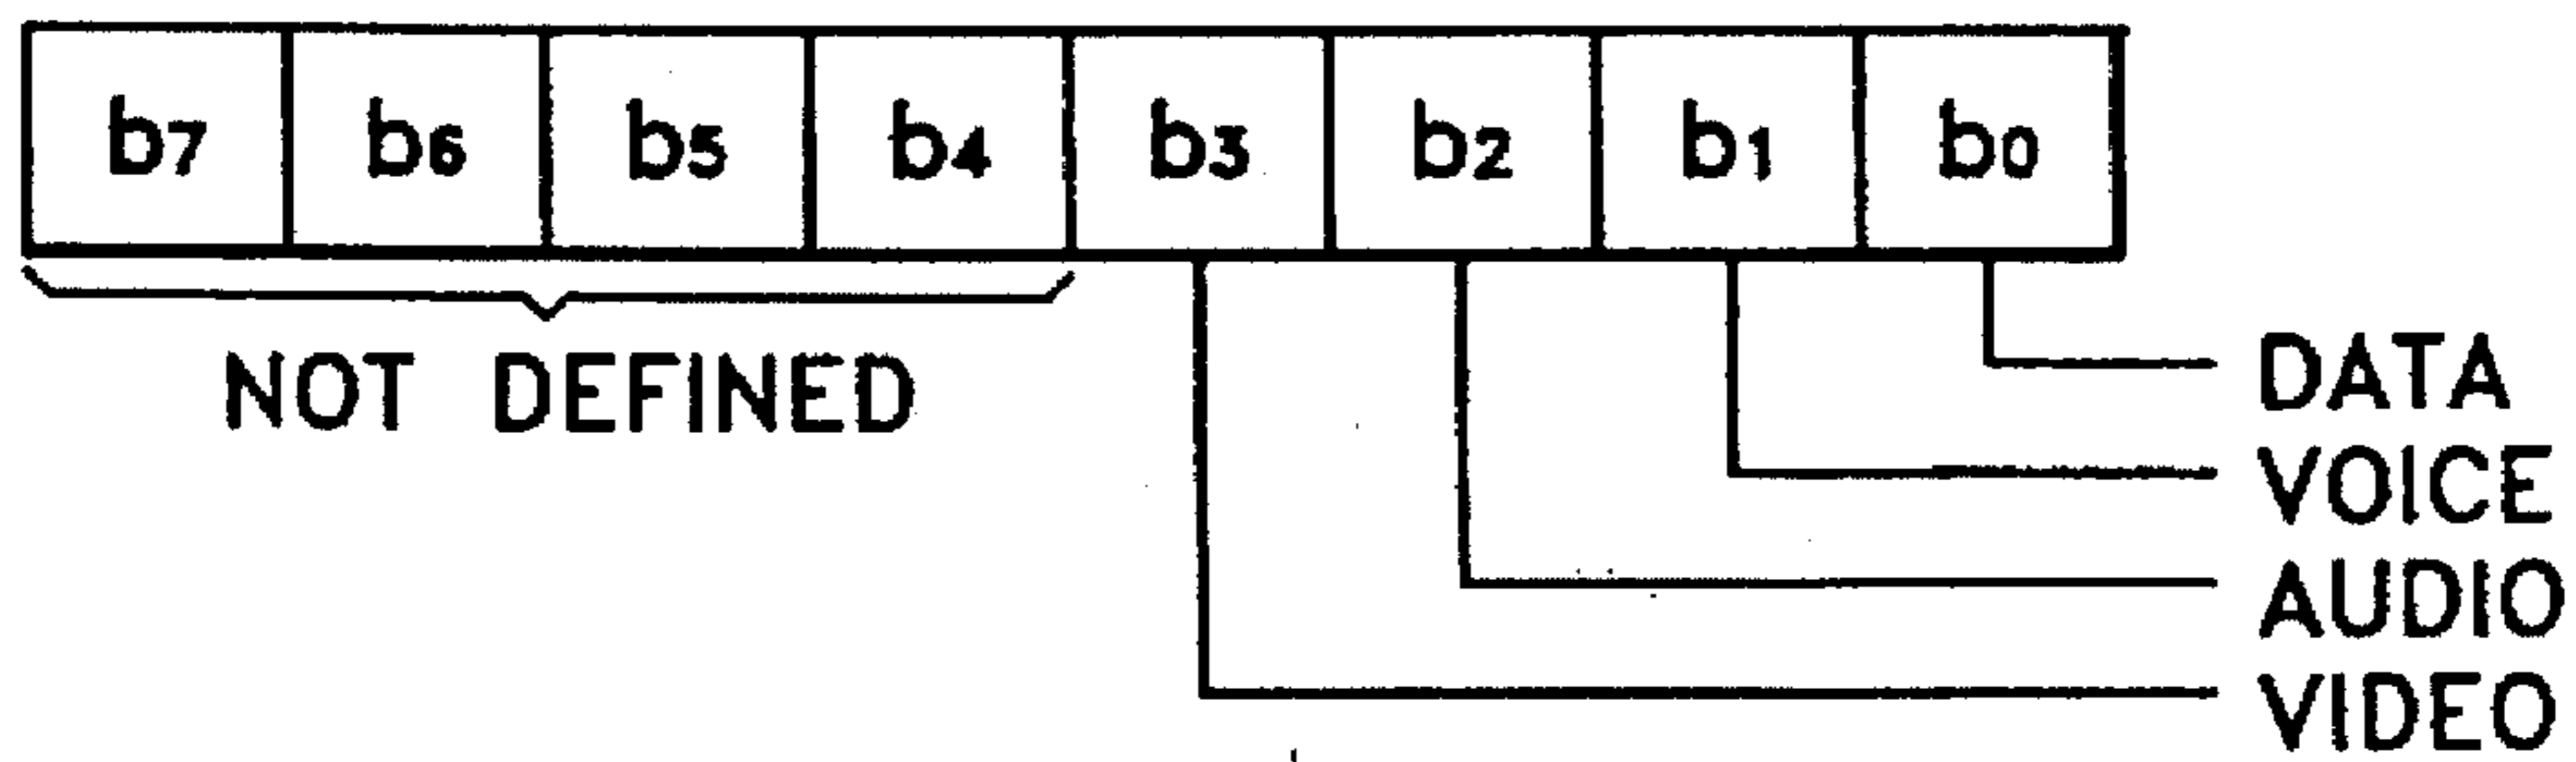 b7 b6 b5 b4 b3 b2 b1 b0
NOT DEFINED
DATA
VOICE
AUDIO
VIDEO